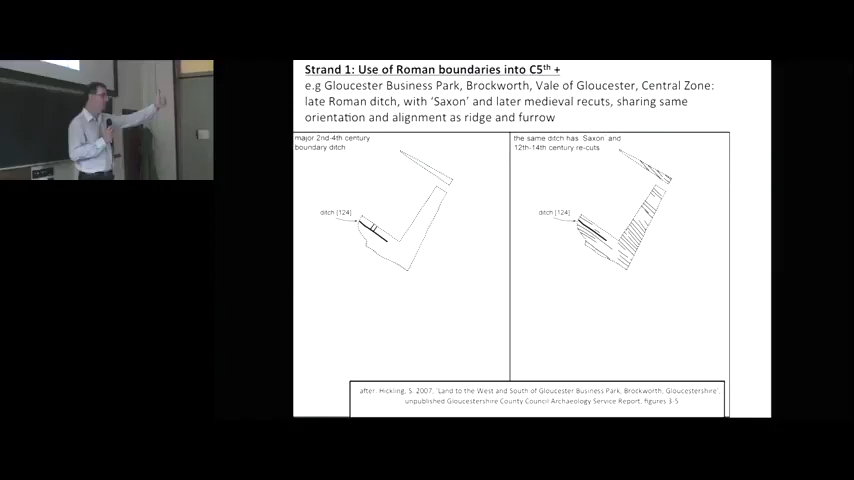 Strand 1: Use of Roman boundaries into C5th +
e.g Gloucester Business Park, Brockworth, Vale of Gloucester, Central Zone:
late Roman ditch, with ‘Saxon’ and later medieval recuts, sharing same
orientation and alignment as ridge and furrow
major 2nd-4th century
boundary ditch
ditch [124]
the same ditch has Saxon and
12th-14th century re-cuts
ditch [124]
after: Hickling, S. 2007, ‘Land to the West and South of Gloucester Business Park, Brockworth, Gloucestershire’,
unpublished Gloucestershire County Council Archaeology Service Report, figures 3-5